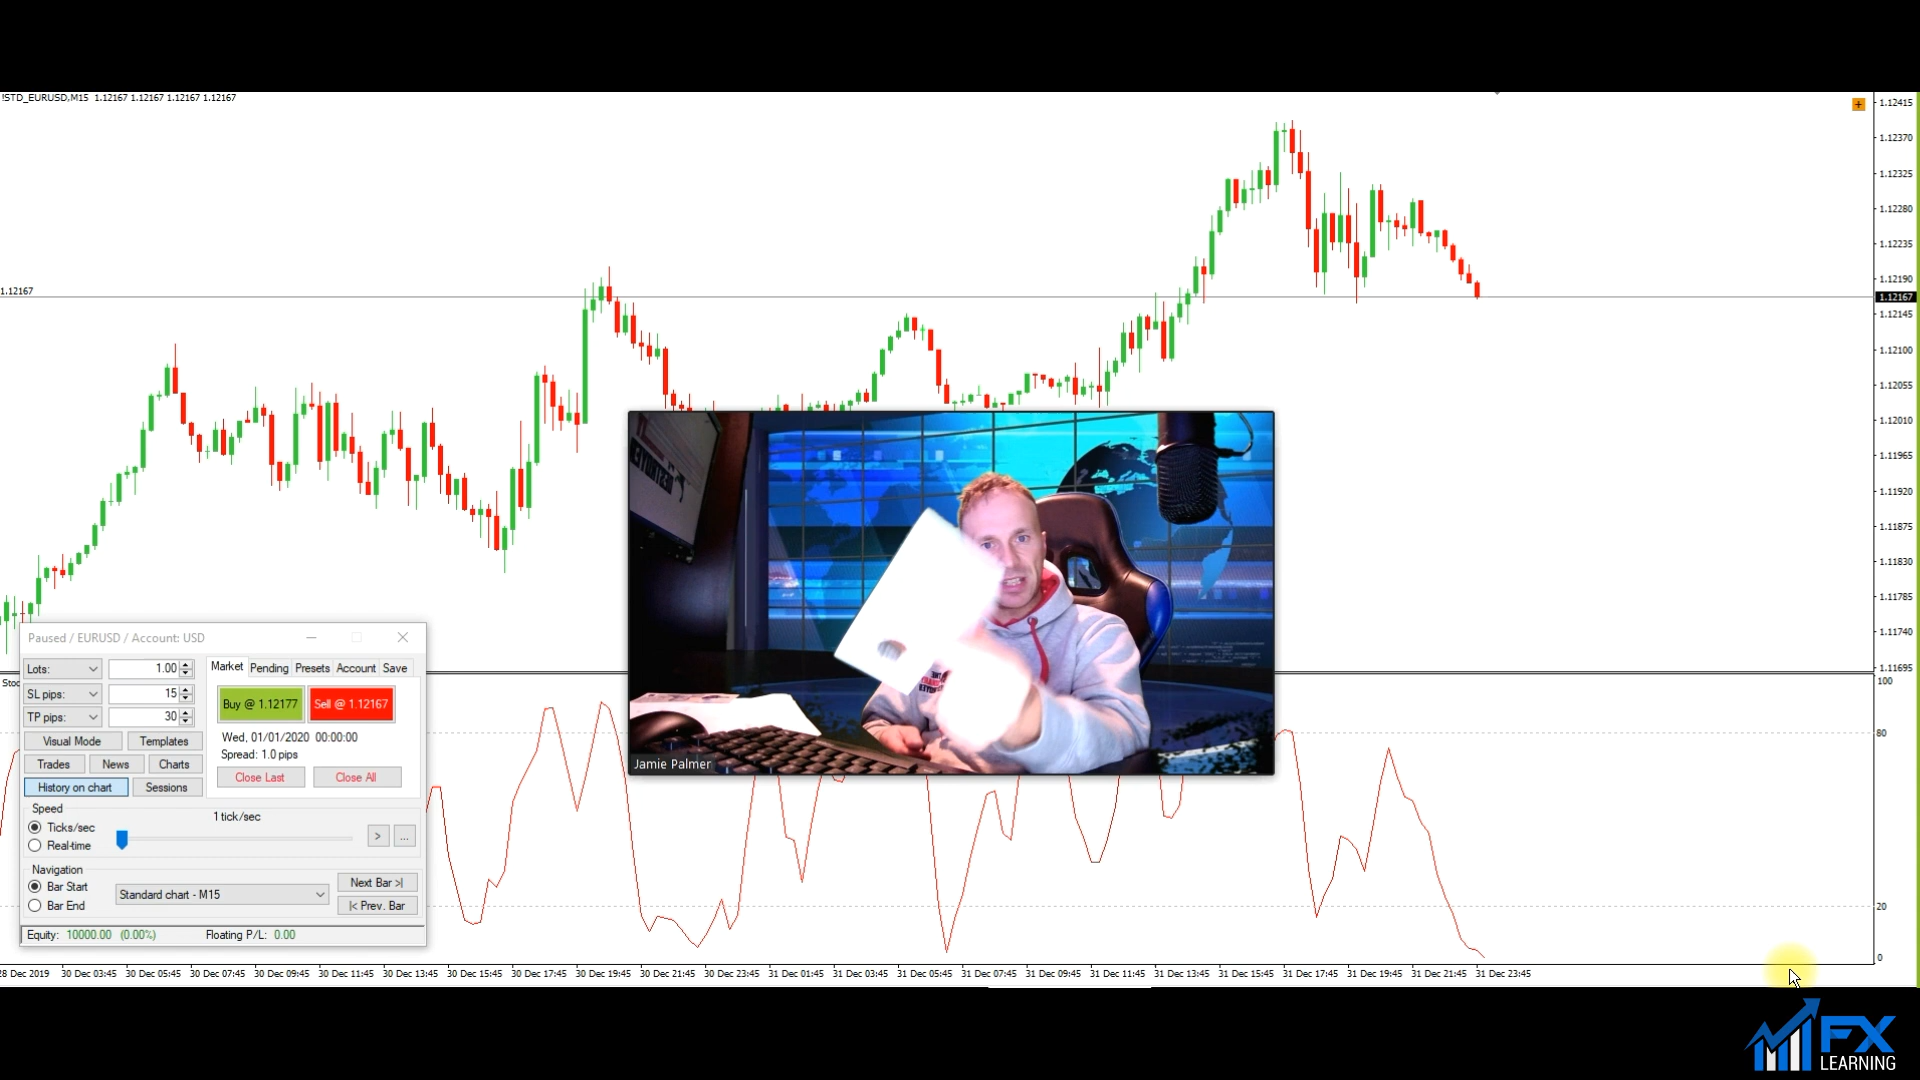 !STD_EURUSD,M15 1.12167 1.12167 1.12167 1.12167
1.12415
1.12370
1.12325
1.12280
1.12235
1.12190
1.12167
1.12167
1.12145
1.12100
1.12055
1.12010
1.11965
1.11920
1.11875
1.11830
1.11785
1.11740
1.11695
Stoc
100
80
20
0
Paused / EURUSD / Account: USD
Lots: 1.00
SL pips: 15
TP pips: 30
Visual Mode Templates
Trades News Charts
History on chart Sessions
Market Pending Presets Account Save
Buy @ 1.12177 Sell @ 1.12167
Wed, 01/01/2020 00:00:00
Spread: 1.0 pips
Close Last Close All
Speed
1 tick/sec
Ticks/sec
> ...
Real-time
Navigation
Bar Start
Bar End
Standard chart - M15
Next Bar >|
|< Prev. Bar
Equity: 10000.00 (0.00%) Floating P/L: 0.00
Jamie Palmer
28 Dec 2019 30 Dec 03:45 30 Dec 05:45 30 Dec 07:45 30 Dec 09:45 30 Dec 11:45 30 Dec 13:45 30 Dec 15:45 30 Dec 17:45 30 Dec 19:45 30 Dec 21:45 30 Dec 23:45 31 Dec 01:45 31 Dec 03:45 31 Dec 05:45 31 Dec 07:45 31 Dec 09:45 31 Dec 11:45 31 Dec 13:45 31 Dec 15:45 31 Dec 17:45 31 Dec 19:45 31 Dec 21:45 31 Dec 23:45
FX
LEARNING